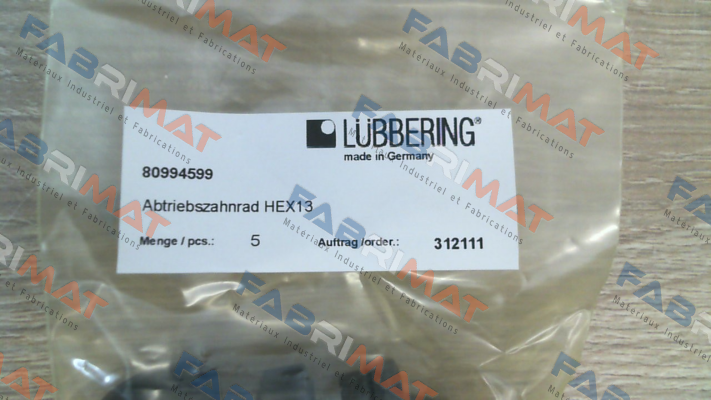 LÜBBERING®
made in Germany
80994599
Abtriebszahnrad HEX13
Menge / pcs.: 5 Auftrag /order.: 312111
FABRIMAT
Materiaux Industriel et Fabrications